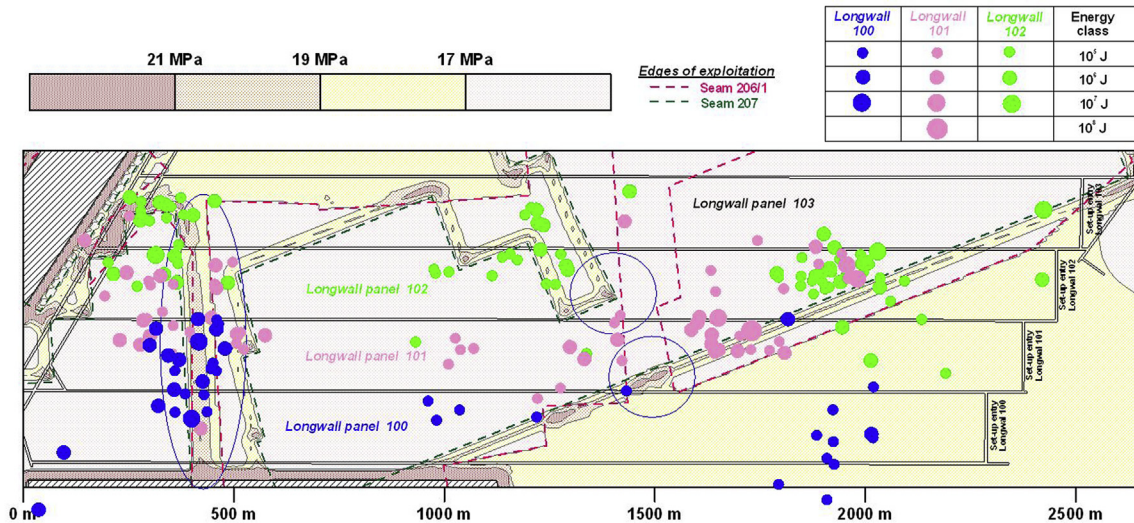 Longwall Longwall Longwall Energy
100 101 102 class
10⁵ J
10⁶ J
10⁷ J
10⁸ J
21 MPa 19 MPa 17 MPa
Edges of exploitation
Seam 206/1
Seam 207
Longwall panel 103
Set-up entry
Longwall 103
Longwall panel 102
Set-up entry
Longwall 102
Longwall panel 101
Set-up entry
Longwal 101
Longwall panel 100
Set-up entry
Longwall 100
0 m 500 m 1000 m 1500 m 2000 m 2500 m